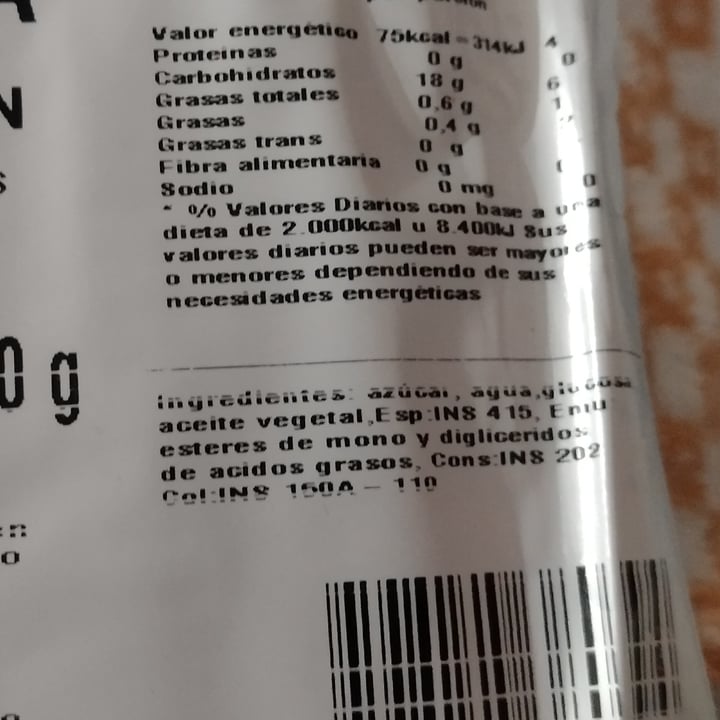 A
N
s
0 g
Valor energético 75kcal = 314kJ 4
Proteinas 0 g 0
Carbohidratos 18 g 6
Grasas totales 0,6 g 1
Grasas 0,4 g
Grasas trans 0 g
Fibra alimentaria 0 g
Sodio 0 mg 0
* % Valores Diarios con base a una
dieta de 2.000kcal u 8.400kJ Sus
valores diarios pueden ser mayores
o menores dependiendo de sus
necesidades energéticas
ingredientes: azúcar, agua,glucosa
aceite vegetal,Esp:INS 415, Emu
esteres de mono y digliceridos
de acidos grasos, Cons:INS 202
Col:INS 150A - 110
en
o